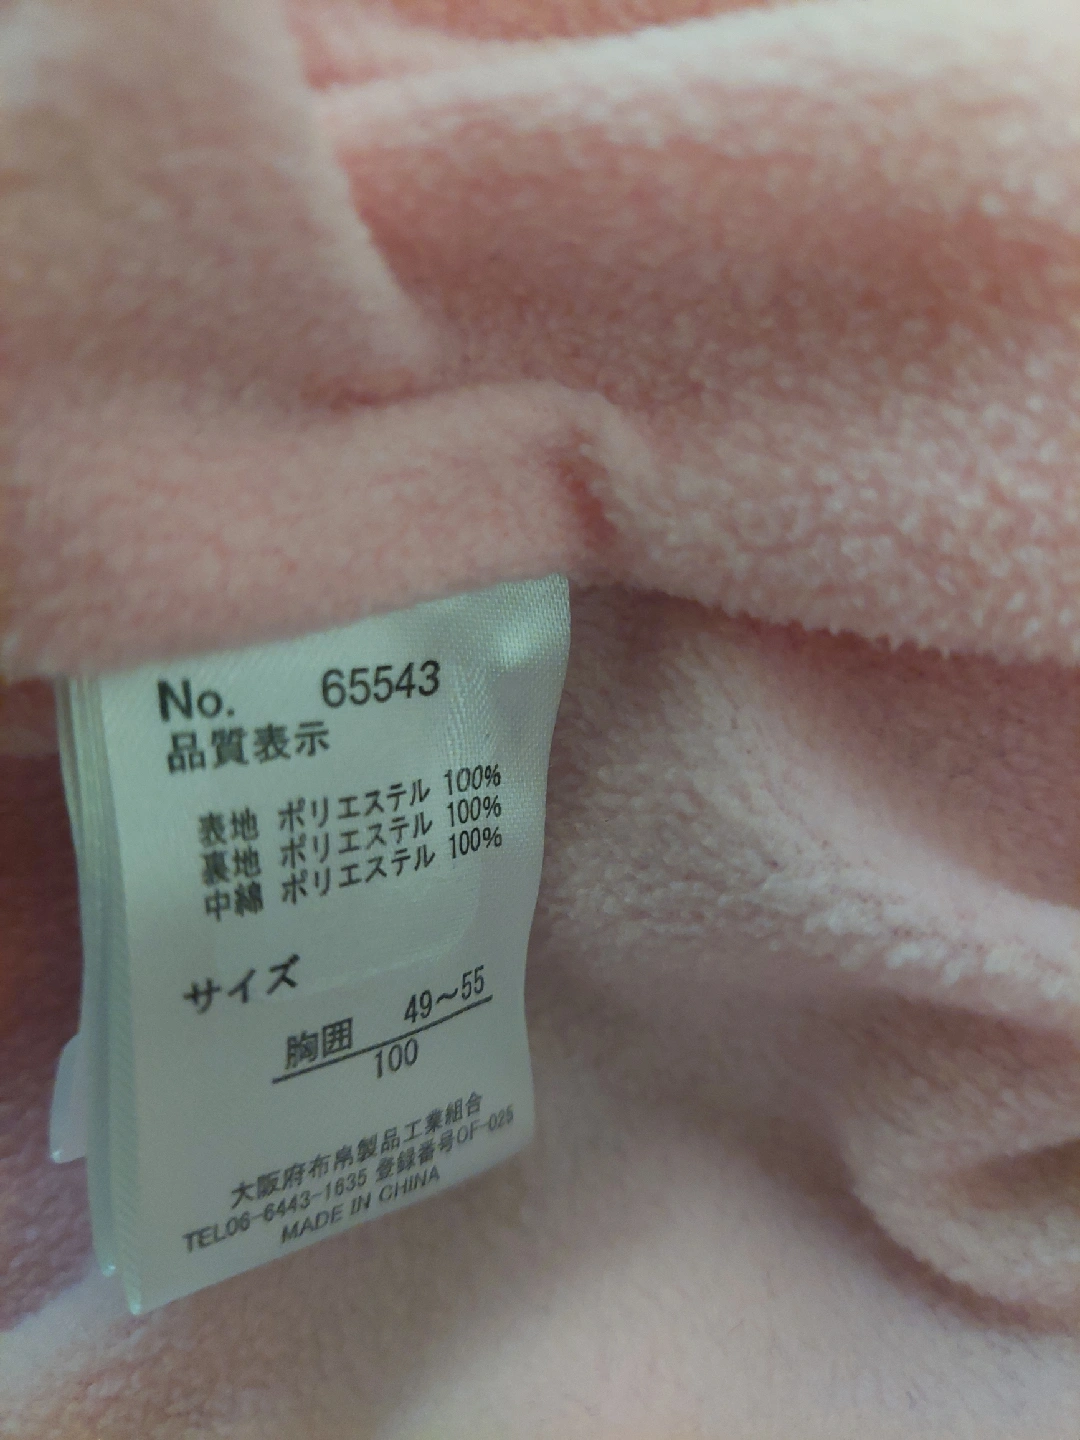 No. 65543
品質表示
表地 ポリエステル 100%
裏地 ポリエステル 100%
中綿 ポリエステル 100%
サイズ
胸囲 49〜55
100
大阪府布帛製品工業組合
TEL06-6443-1635 登録番号OF-025
MADE IN CHINA